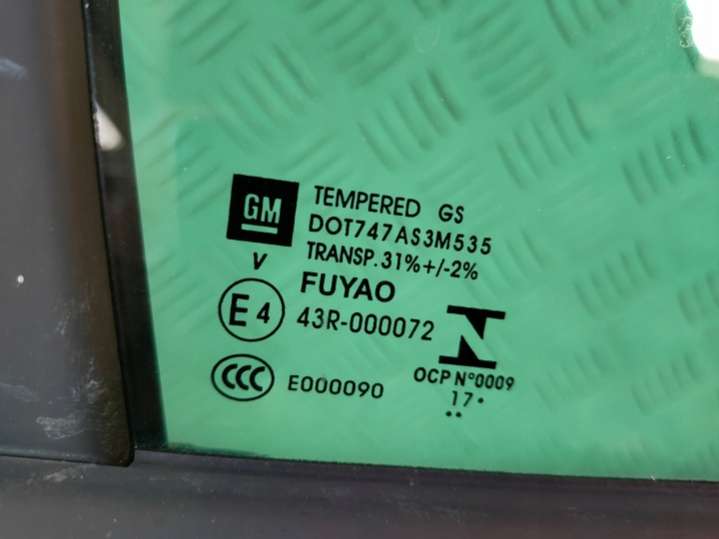 GM
TEMPERED GS
DOT747AS3M535
TRANSP.31%+/-2%
V
FUYAO
E4
43R-000072
CCC
E000090
OCP N°0009
17